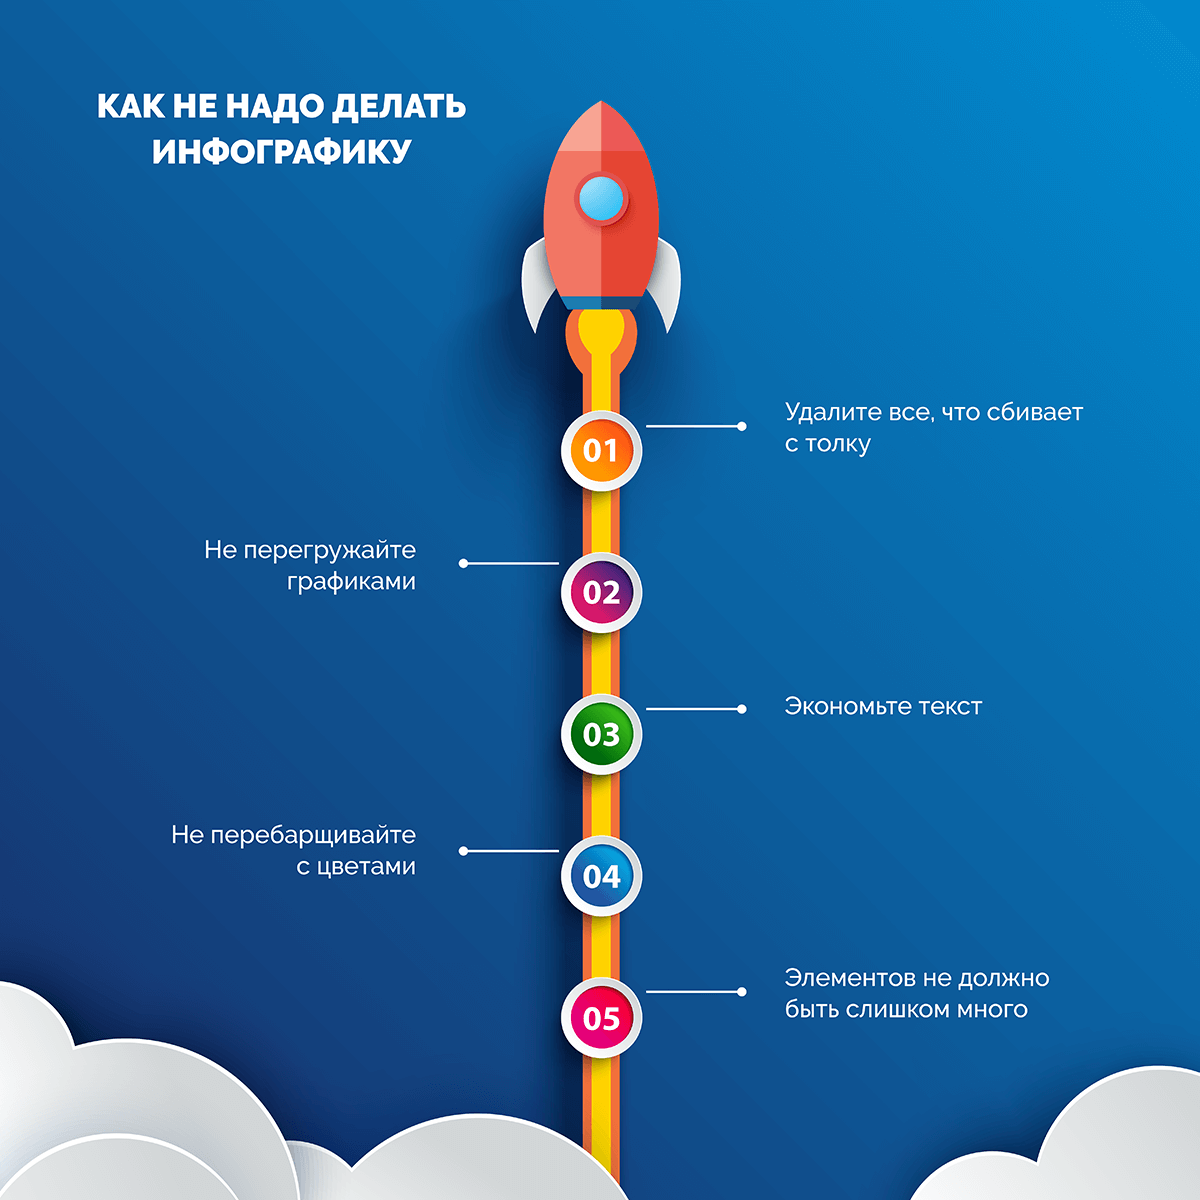 КАК НЕ НАДО ДЕЛАТЬ
ИНФОГРАФИКУ
01
Удалите все, что сбивает
с толку
02
Не перегружайте
графиками
03
Экономьте текст
04
Не перебарщивайте
с цветами
05
Элементов не должно
быть слишком много